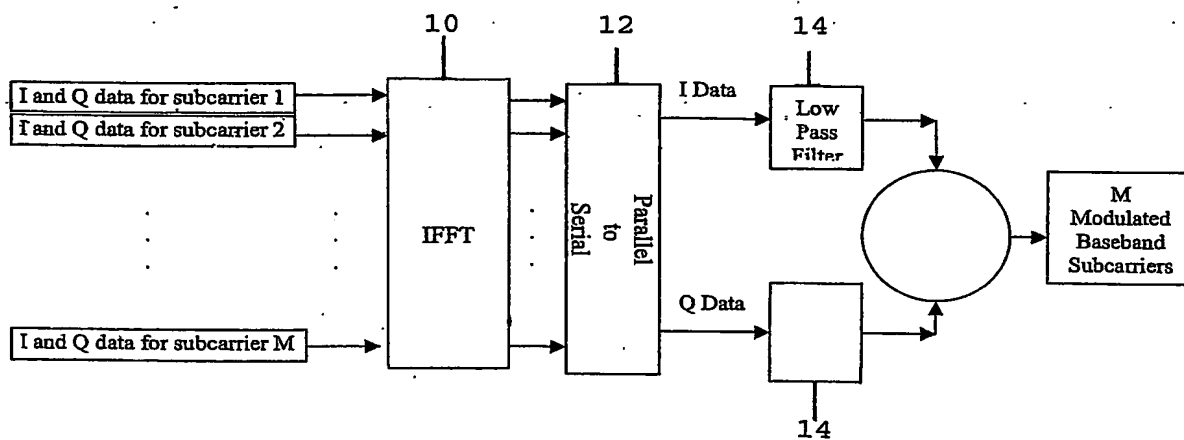 10
12
14
I and Q data for subcarrier 1
I and Q data for subcarrier 2
I and Q data for subcarrier M
IFFT
Parallel
to
Serial
I Data
Q Data
Low
Pass
Filter
M
Modulated
Baseband
Subcarriers
14